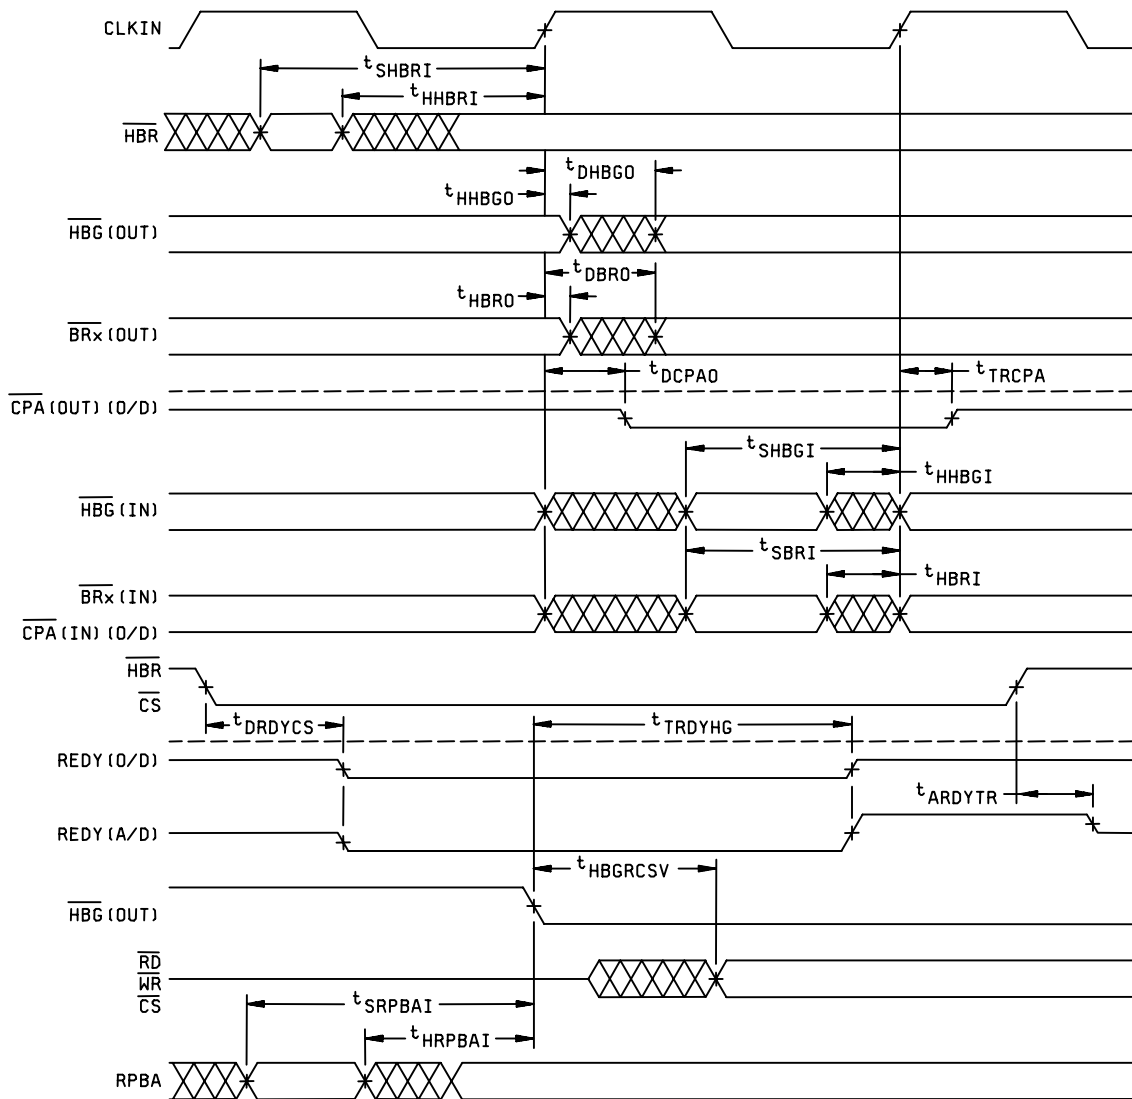 CLKIN
tSHBRI
tHHBRI
HBR
tDHBGO
tHHBGO
HBG(OUT)
tDBRO
tHBRO
BRx(OUT)
tDCPAO
tTRCPA
CPA(OUT)(O/D)
tSHBGI
tHHBGI
HBG(IN)
tSBRI
tHBRI
BRx(IN)
CPA(IN)(O/D)
HBR
CS
tDRDYCS
tTRDYHG
REDY(O/D)
tARDYTR
REDY(A/D)
tHBGRCSV
HBG(OUT)
RD
WR
CS
tSRPBAI
tHRPBAI
RPBA